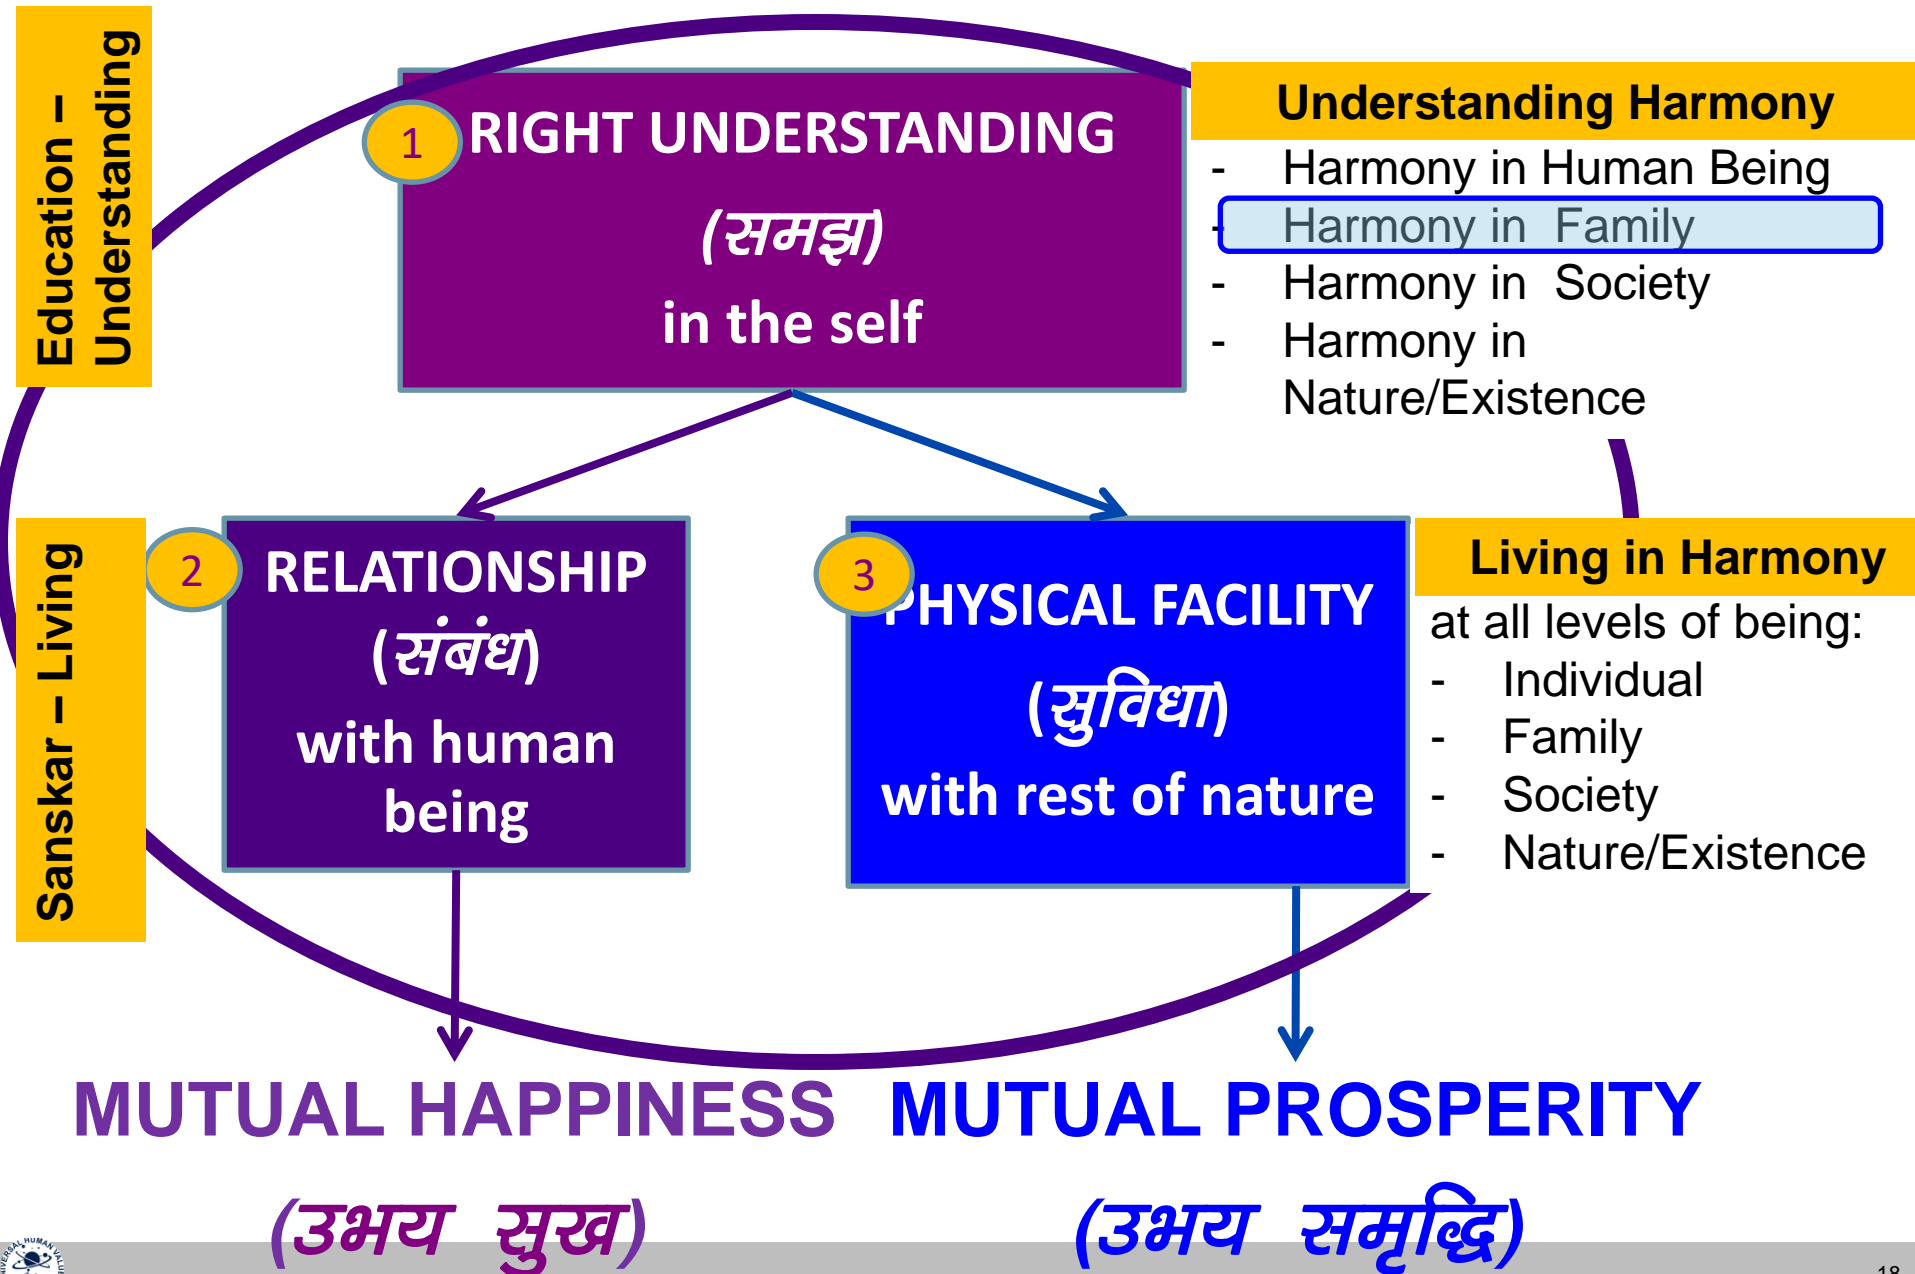 Education –
Understanding
1
RIGHT UNDERSTANDING
(समझ)
in the self
Understanding Harmony
- Harmony in Human Being
- Harmony in Family
- Harmony in Society
- Harmony in
Nature/Existence
Sanskar – Living
2
RELATIONSHIP
(संबंध)
with human
being
3
PHYSICAL FACILITY
(सुविधा)
with rest of nature
Living in Harmony
at all levels of being:
- Individual
- Family
- Society
- Nature/Existence
MUTUAL HAPPINESS
(उभय सुख)
MUTUAL PROSPERITY
(उभय समृद्धि)
HUMAN
18